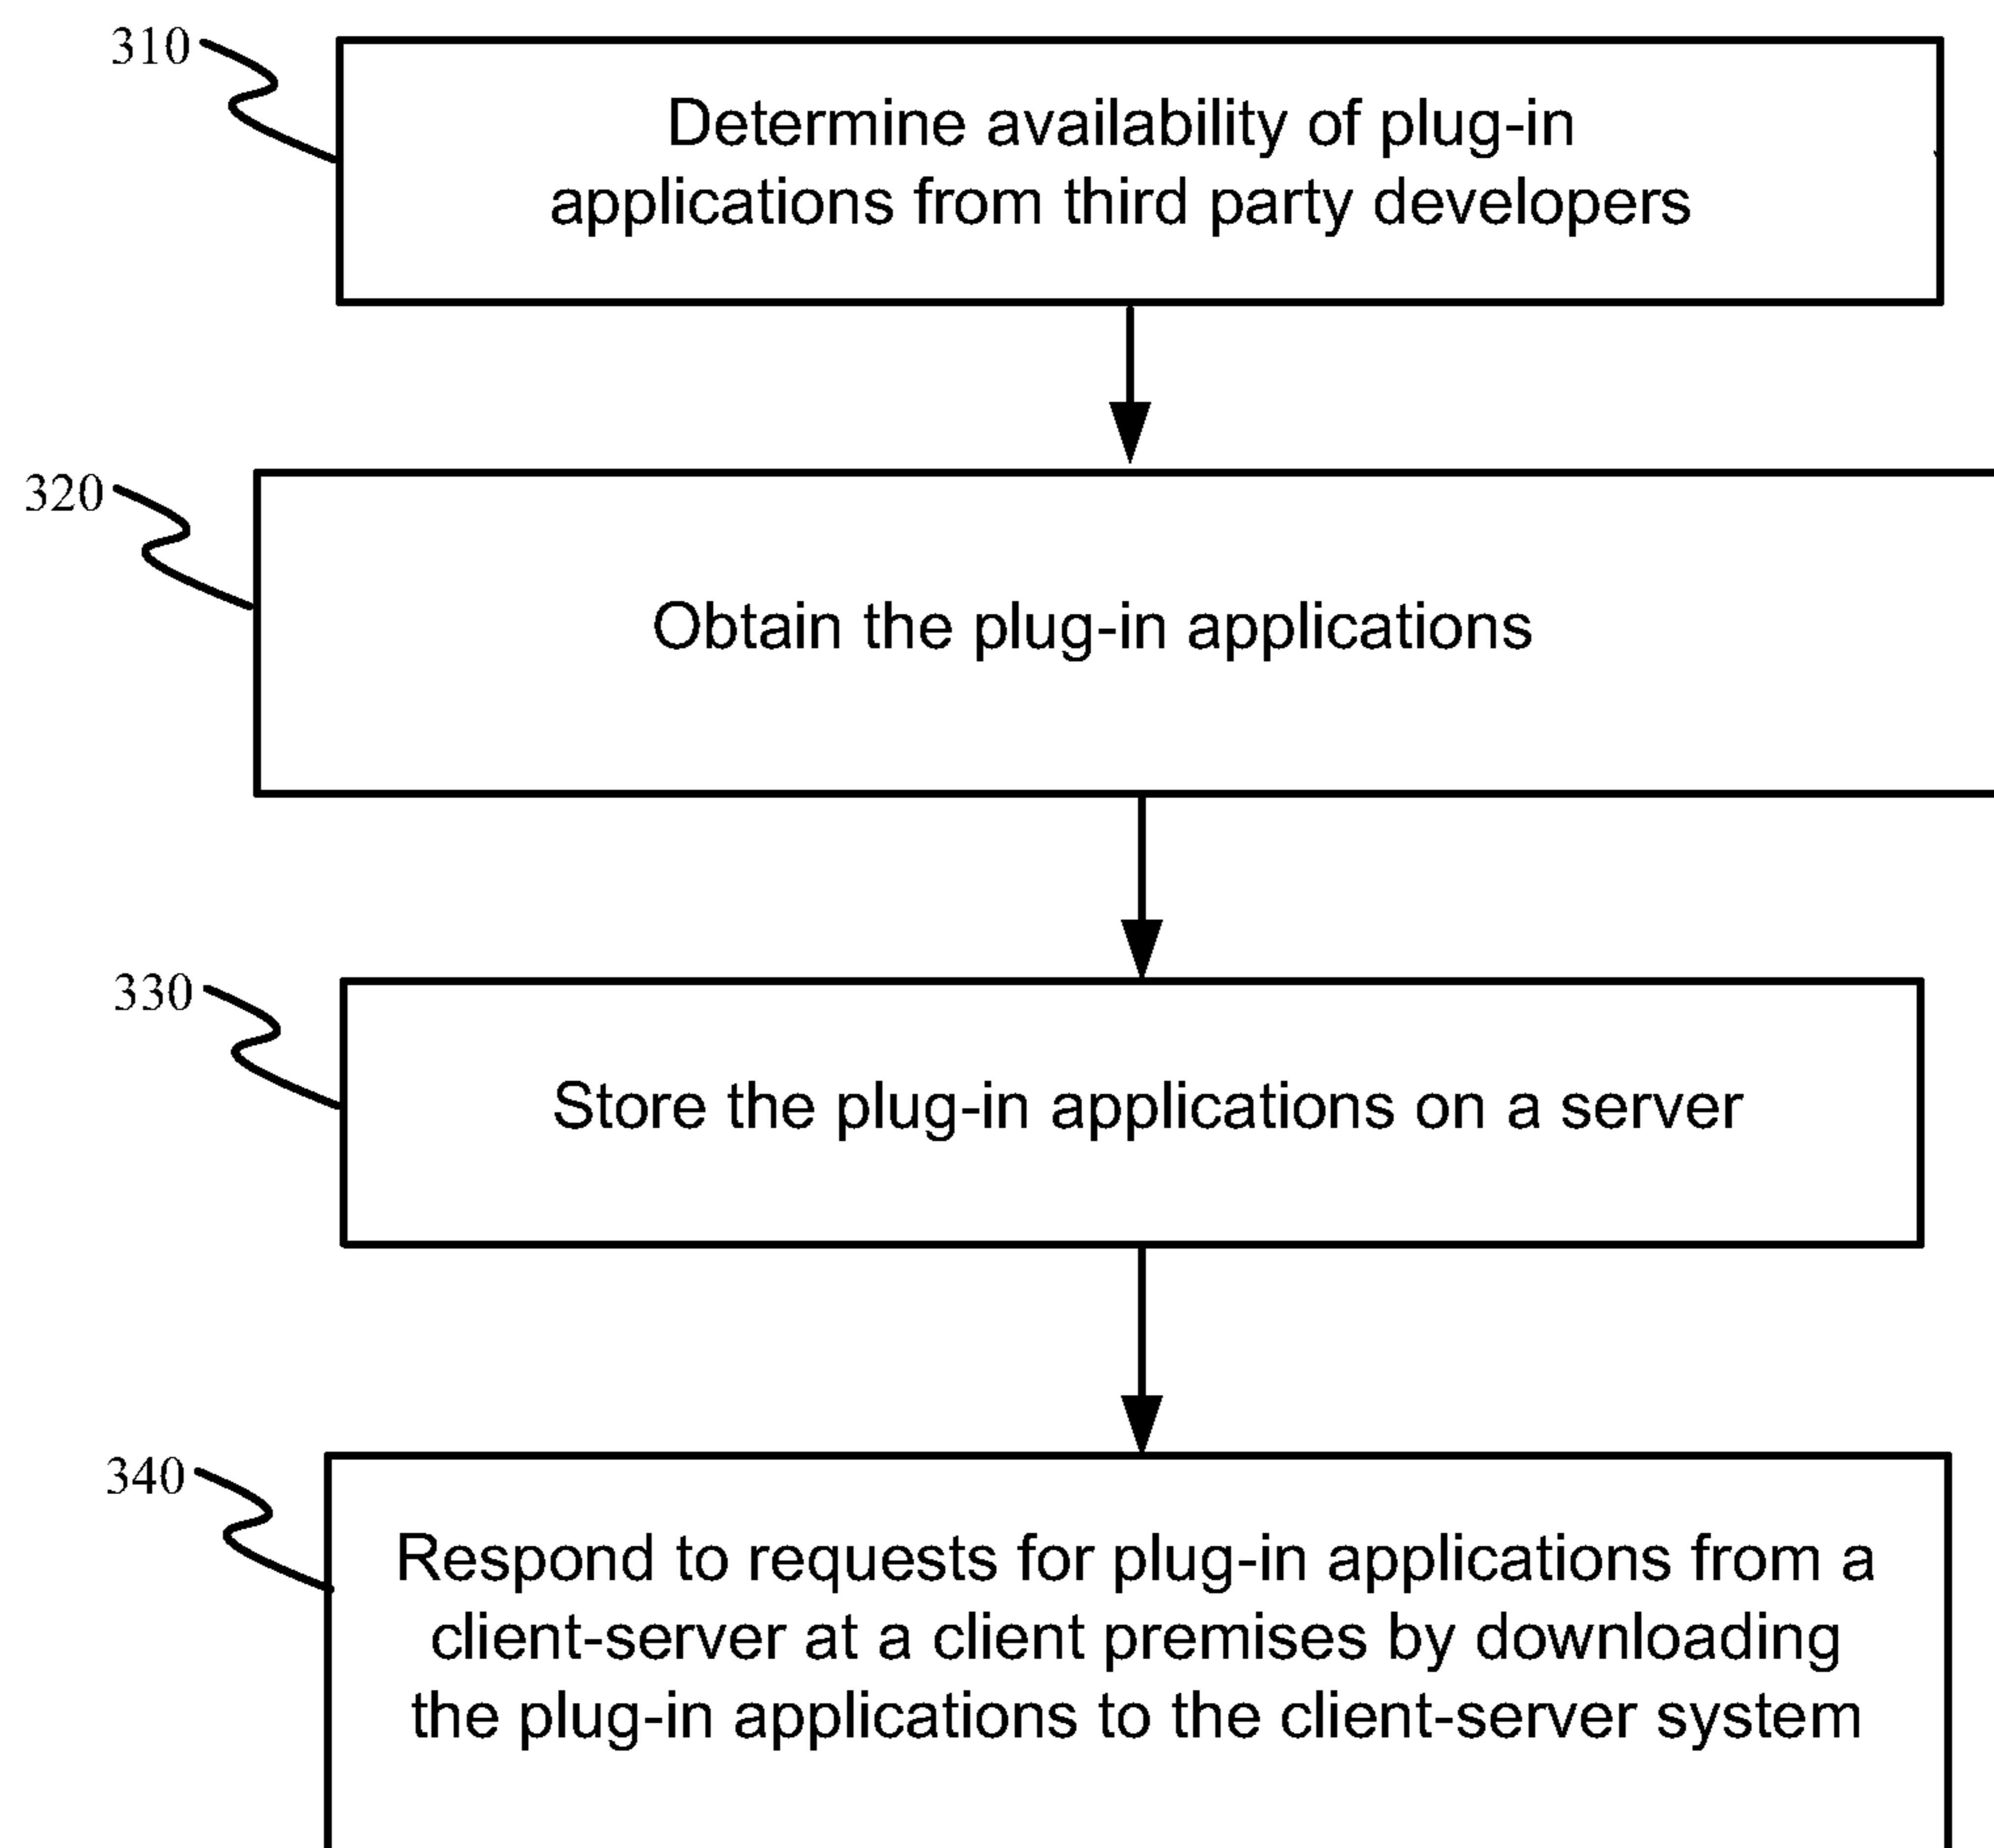 310
Determine availability of plug-in
applications from third party developers
320
Obtain the plug-in applications
330
Store the plug-in applications on a server
340
Respond to requests for plug-in applications from a
client-server at a client premises by downloading
the plug-in applications to the client-server system